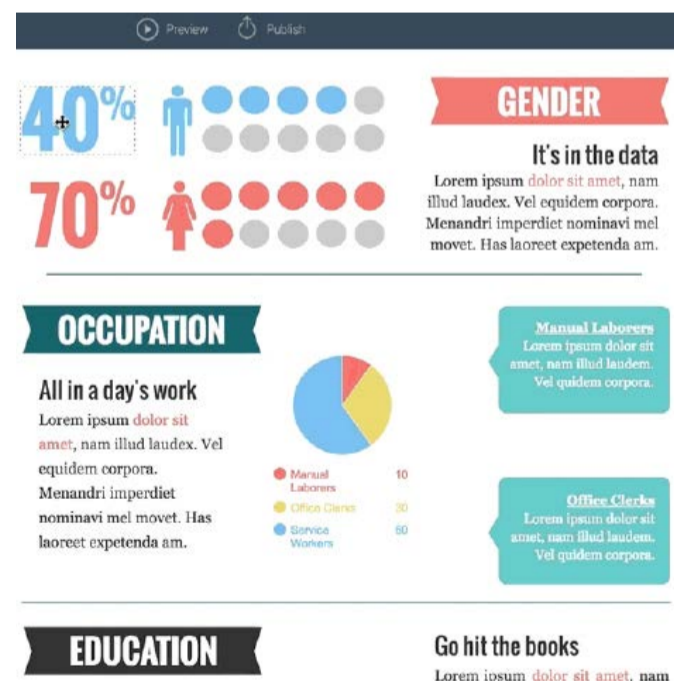 Preview
Publish
40%
GENDER
It's in the data
Lorem ipsum dolor sit amet, nam
illud laudex. Vel equidem corpora.
Menandri imperdiet nominavi mel
movet. Has laoreet expetenda am.
70%
OCCUPATION
All in a day's work
Lorem ipsum dolor sit
amet, nam illud laudex. Vel
equidem corpora.
Menandri imperdiet
nominavi mel movet. Has
laoreet expetenda am.
Manual
Laborers
10
Office Clerks
30
Service
Workers
60
Manual Laborers
Lorem ipsum dolor sit
amet, nam illud laudem.
Vel quidem corpora.
Office Clerks
Lorem ipsum dolor sit
amet, nam illud laudem.
Vel quidem corpora.
EDUCATION
Go hit the books
Lorem ipsum dolor sit amet, nam